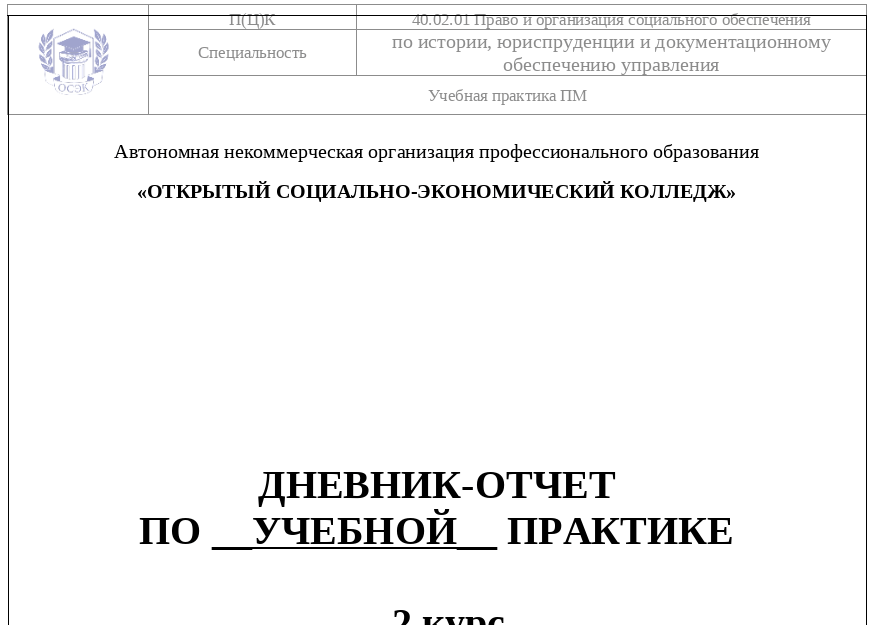 П(Ц)К
40.02.01 Право и организация социального обеспечения
Специальность
по истории, юриспруденции и документационному
обеспечению управления
Учебная практика ПМ
ОСЭК
Автономная некоммерческая организация профессионального образования
«ОТКРЫТЫЙ СОЦИАЛЬНО-ЭКОНОМИЧЕСКИЙ КОЛЛЕДЖ»
ДНЕВНИК-ОТЧЕТ
ПО __УЧЕБНОЙ__ ПРАКТИКЕ
2 курс